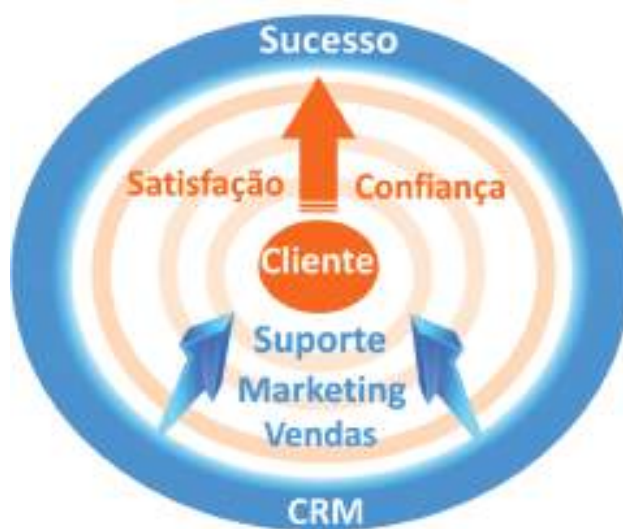 Sucesso
Satisfação Confiança
Cliente
Suporte
Marketing
Vendas
CRM